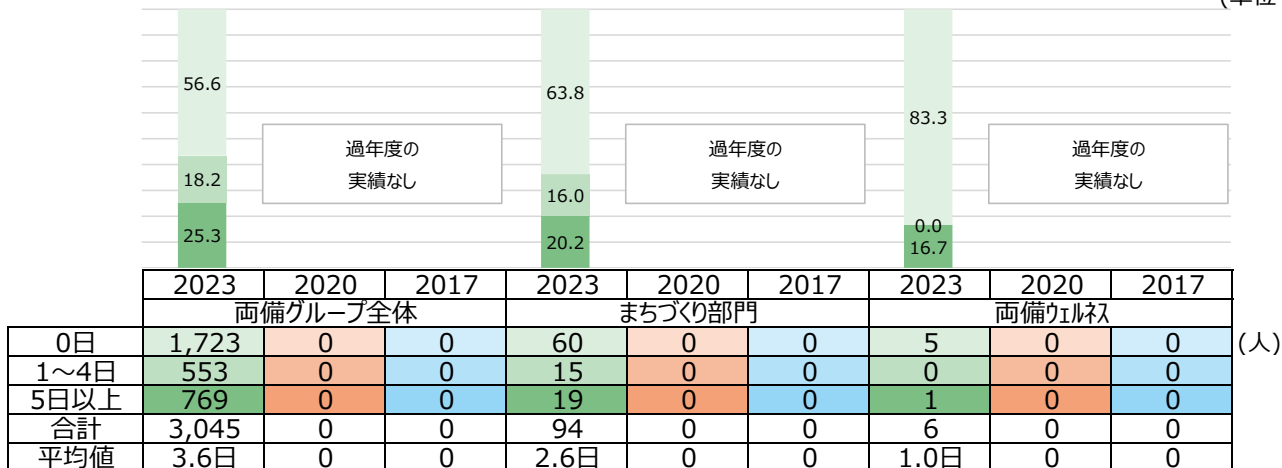 (単位
56.6 63.8 83.3
過年度の 過年度の 過年度の
実績なし 実績なし 実績なし
18.2 16.0 0.0
25.3 20.2 16.7
2023 2020 2017 2023 2020 2017 2023 2020 2017
両備グループ全体 まちづくり部門 両備ウェルネス
0日 1,723 0 0 60 0 0 5 0 0 (人)
1～4日 553 0 0 15 0 0 0 0 0
5日以上 769 0 0 19 0 0 1 0 0
合計 3,045 0 0 94 0 0 6 0 0
平均値 3.6日 0 0 2.6日 0 0 1.0日 0 0